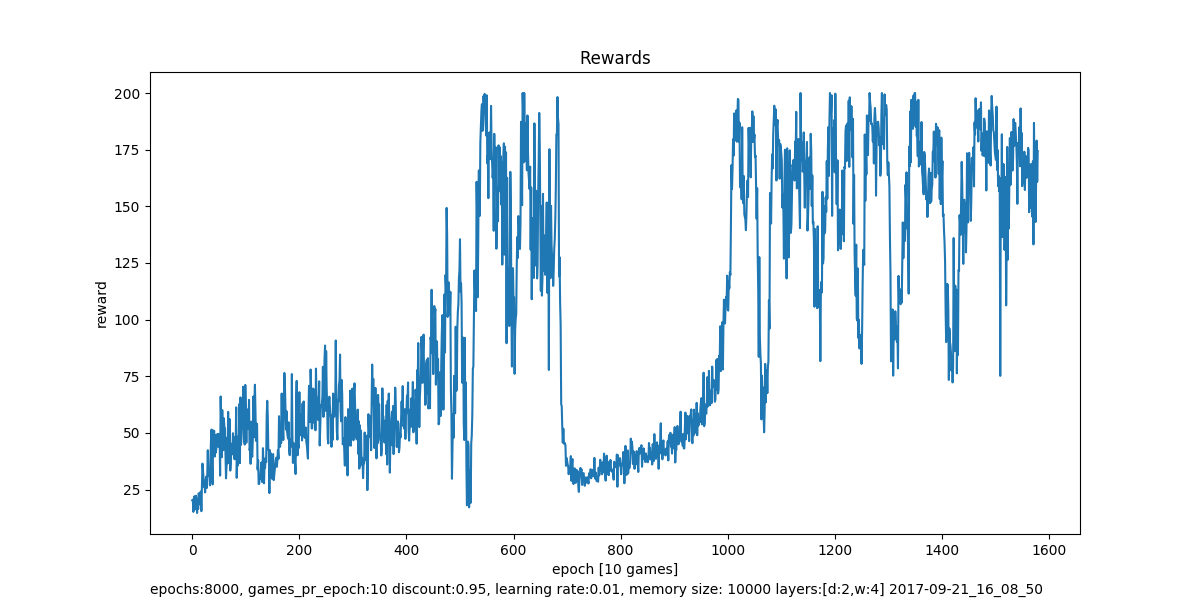 Rewards
200
175
150
125
100
75
50
25
reward
0 200 400 600 800 1000 1200 1400 1600
epoch [10 games]
epochs:8000, games_pr_epoch:10 discount:0.95, learning rate:0.01, memory size: 10000 layers:[d:2,w:4] 2017-09-21_16_08_50